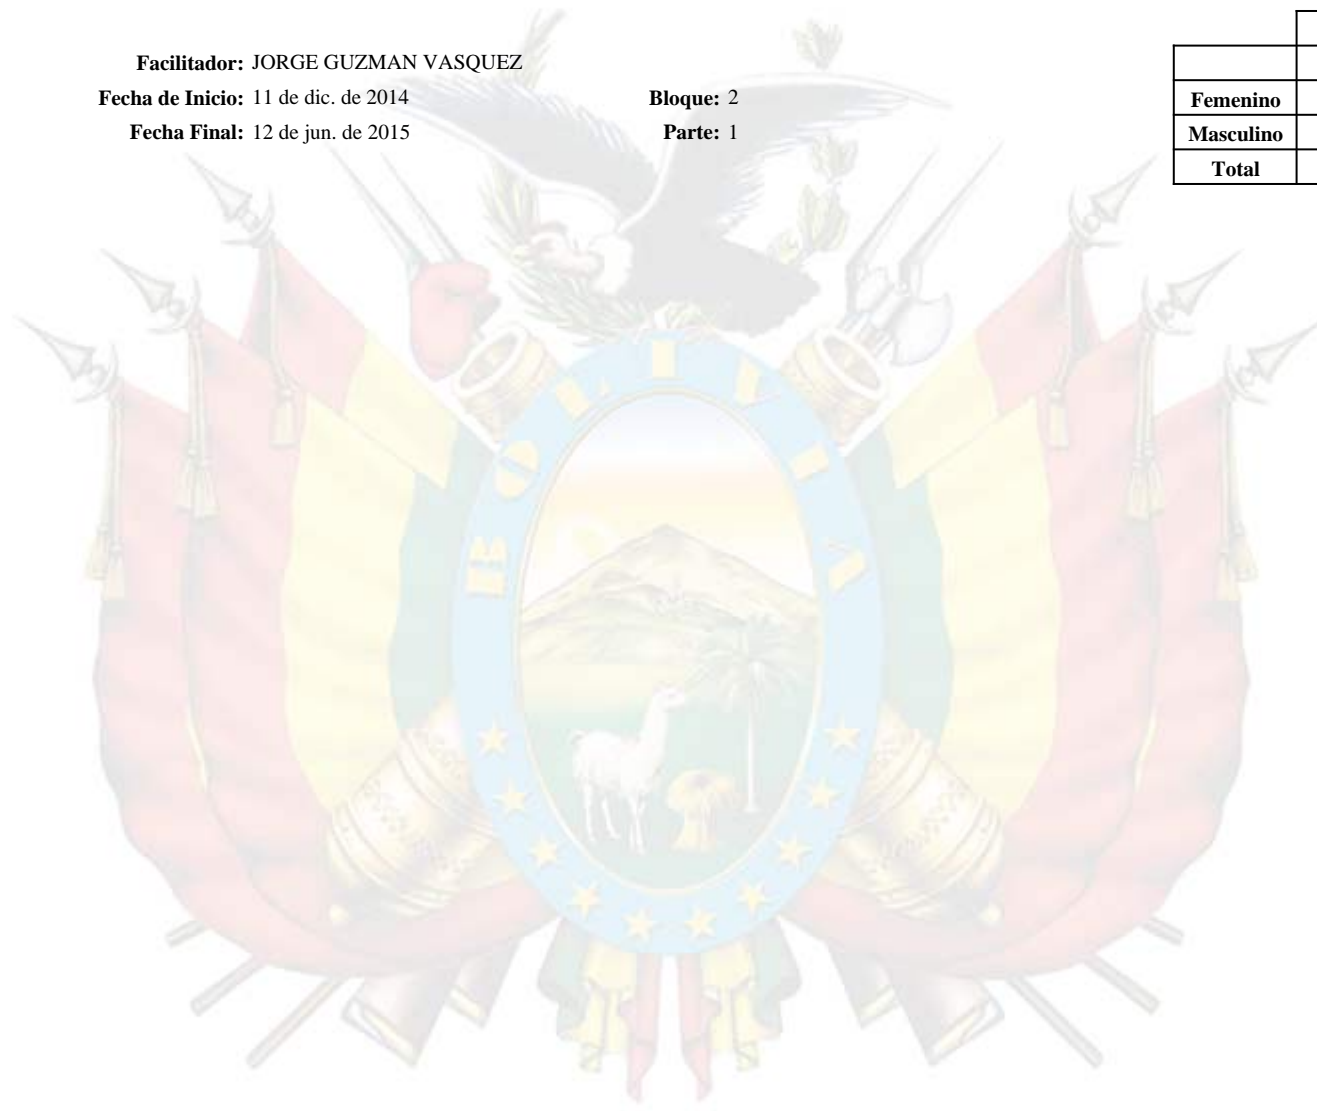 Facilitador: JORGE GUZMAN VASQUEZ
Fecha de Inicio: 11 de dic. de 2014 Bloque: 2
Fecha Final: 12 de jun. de 2015 Parte: 1
Femenino
Masculino
Total
BOLIVIA